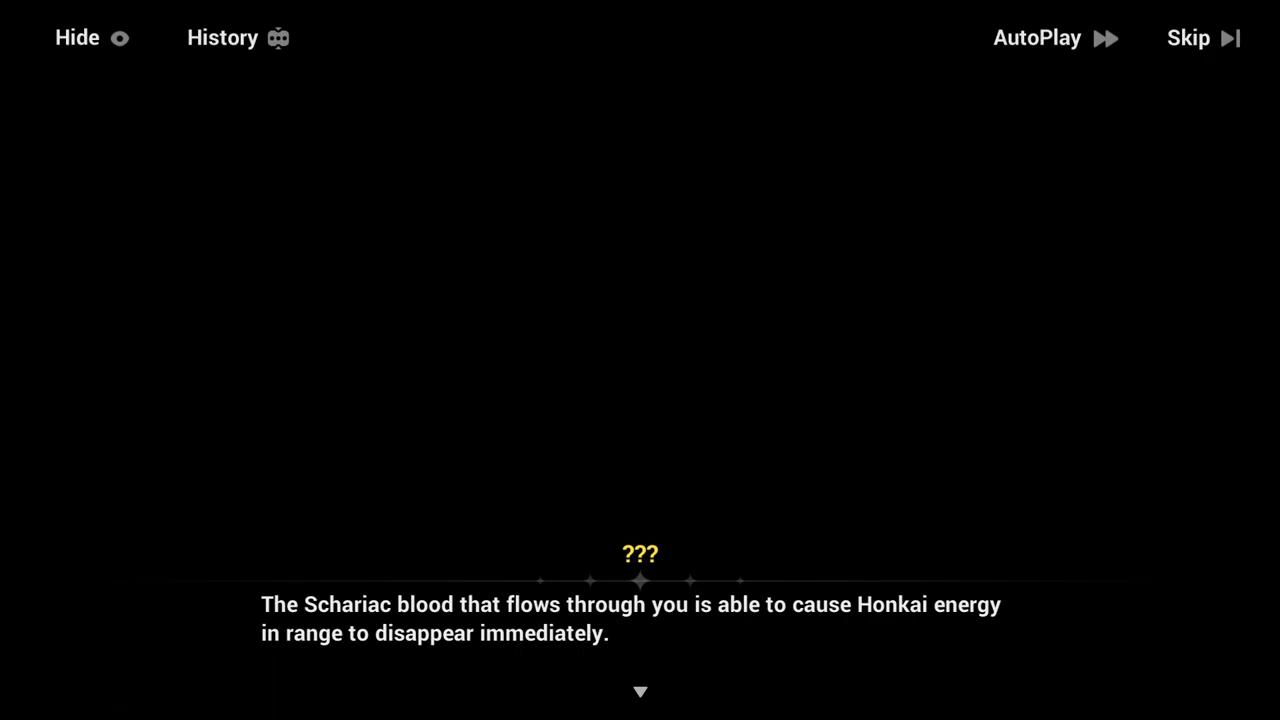 Hide
History
AutoPlay
Skip
???
The Schariac blood that flows through you is able to cause Honkai energy
in range to disappear immediately.